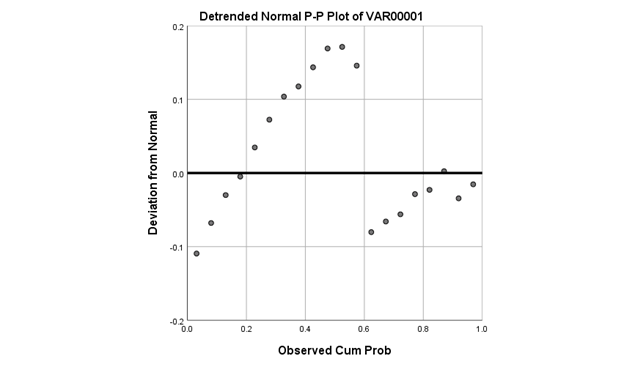 Detrended Normal P-P Plot of VAR00001
0.2
0.1
0.0
-0.1
-0.2
Deviation from Normal
0.0 0.2 0.4 0.6 0.8 1.0
Observed Cum Prob